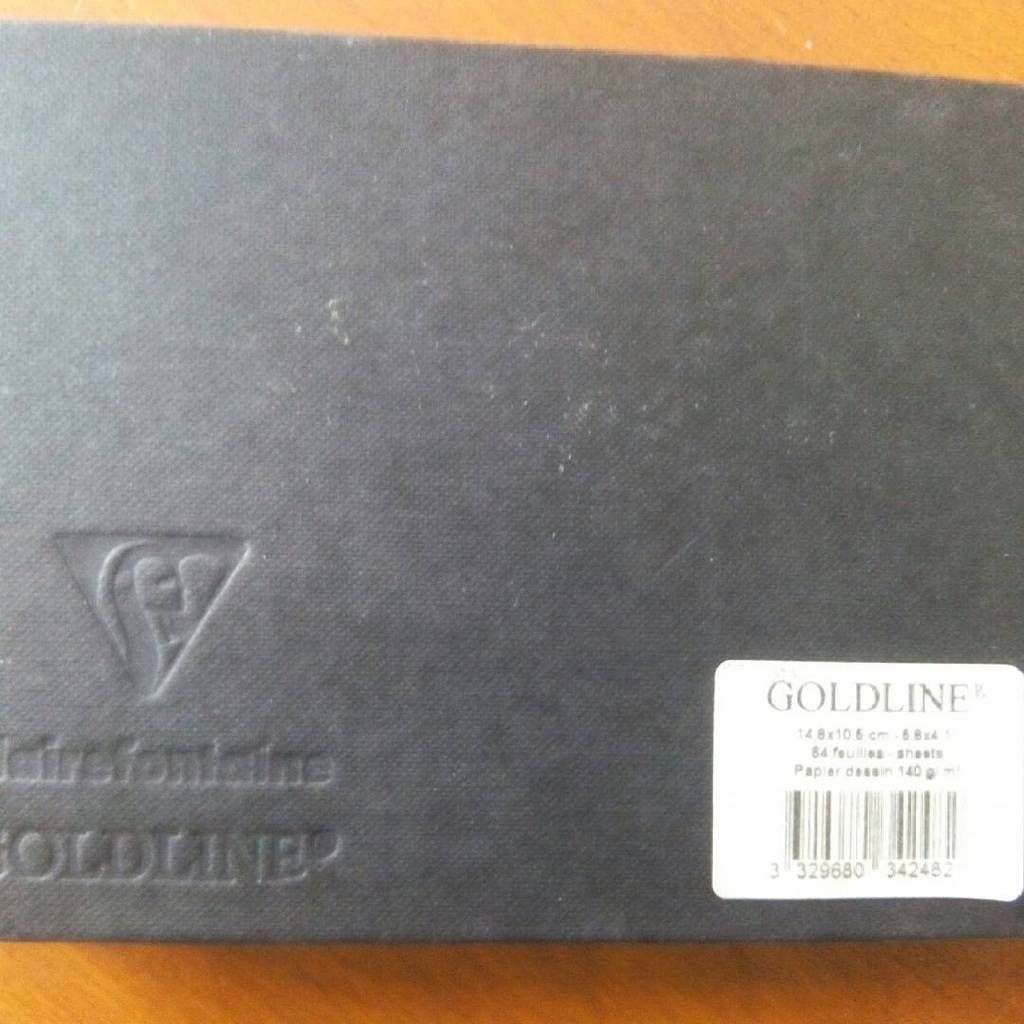 lairefontaine
GOLDLINE®
GOLDLINE®
14.8x10.5 cm - 5.8x4.1
64 feuilles - sheets
Papier dessin 140 g/m²
3 329680 342482